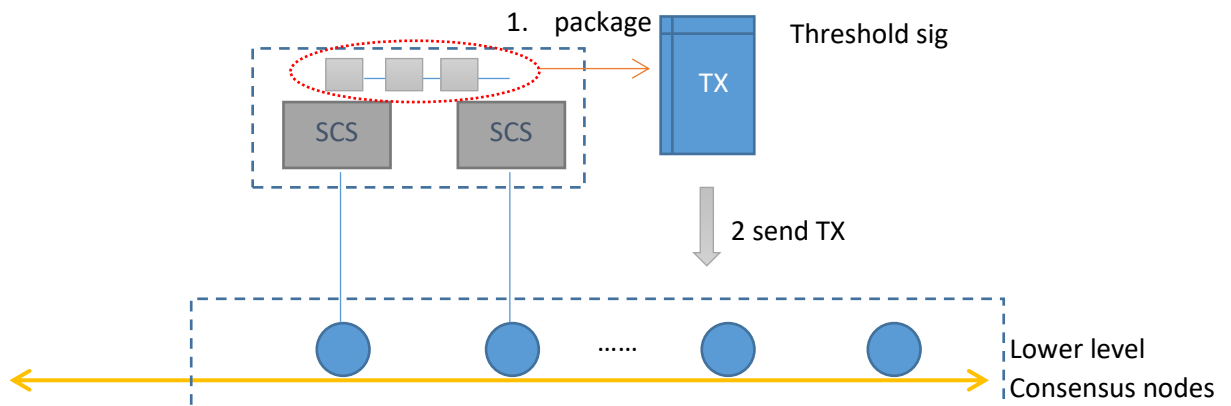 1. package
Threshold sig
TX
SCS
SCS
2 send TX
......
Lower level
Consensus nodes